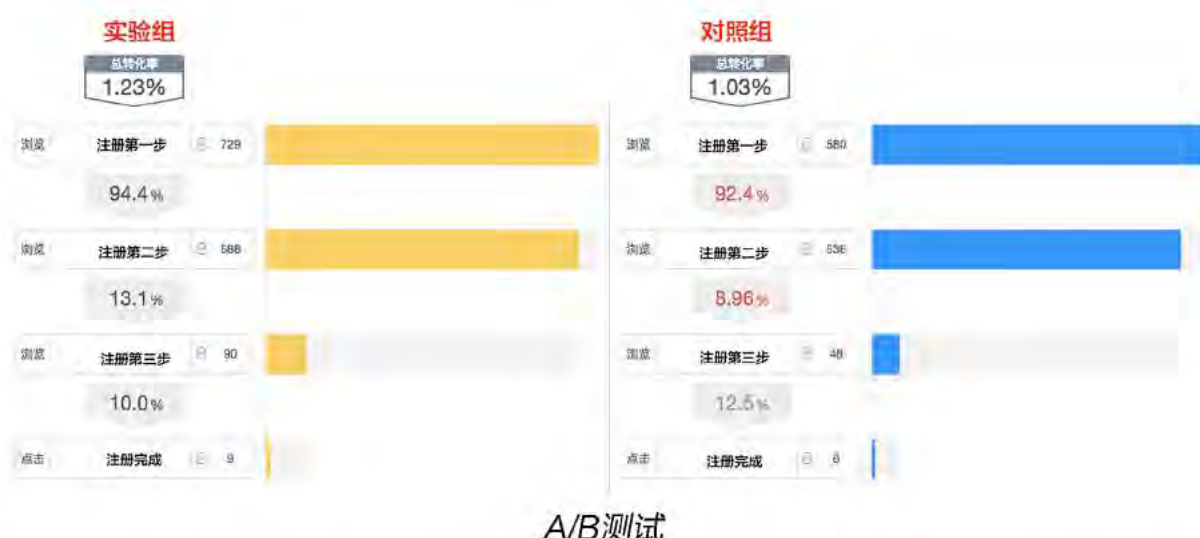 实验组
总转化率
1.23%
浏览 注册第一步 729
94.4%
浏览 注册第二步 588
13.1%
浏览 注册第三步 90
10.0%
点击 注册完成 9
对照组
总转化率
1.03%
浏览 注册第一步 580
92.4%
浏览 注册第二步 536
8.96%
浏览 注册第三步 48
12.5%
点击 注册完成 6
A/B测试